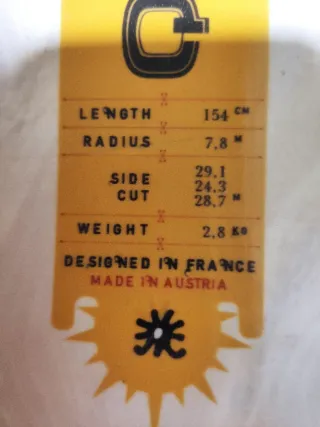 LENGTH 154 CM
RADIUS 7,8 M
SIDE CUT 29,1 24,3 28,7 M
WEIGHT 2,8 KG
DESIGNED IN FRANCE
MADE IN AUSTRIA